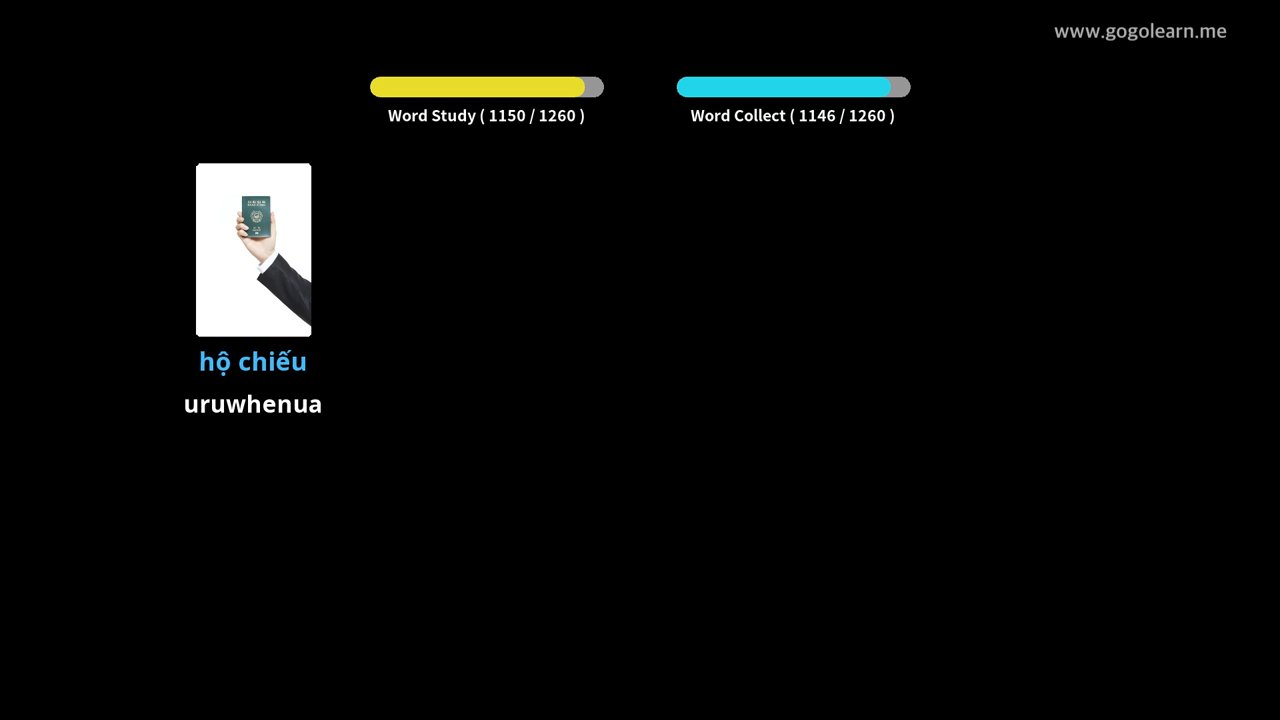 www.gogolearn.me
Word Study ( 1150 / 1260 )
Word Collect ( 1146 / 1260 )
hộ chiếu
uruwhenua